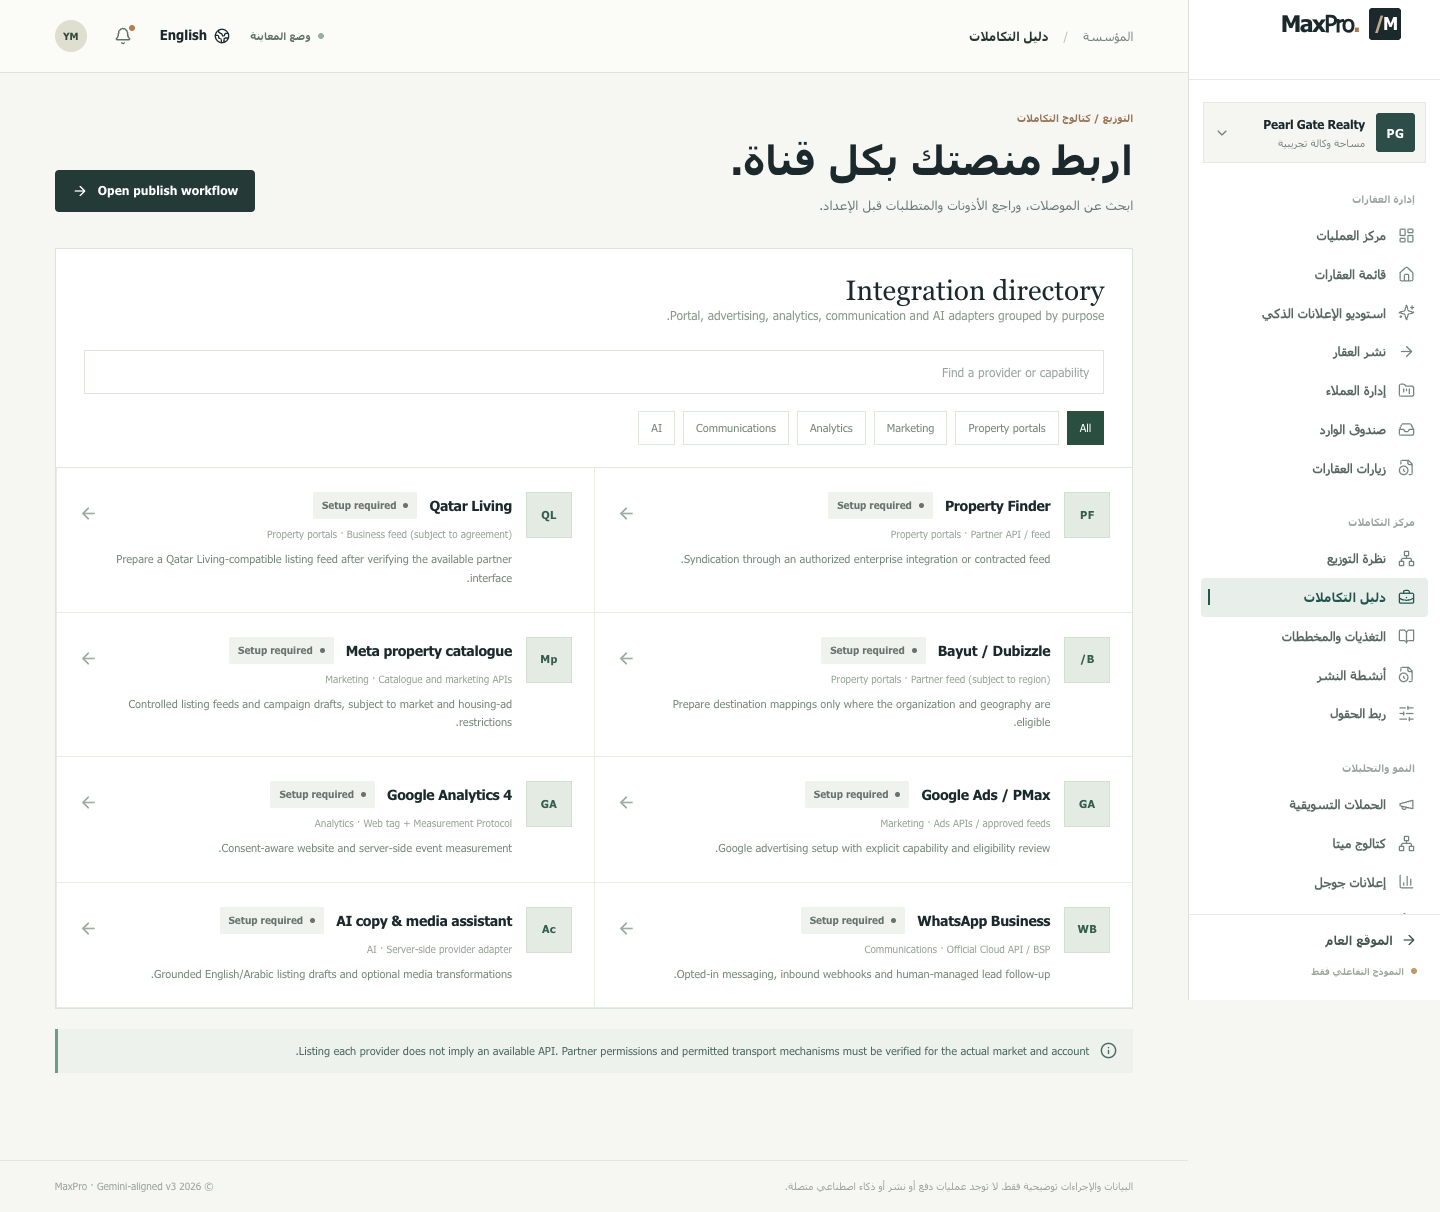 MaxPro.
/M
المؤسسة / دليل التكاملات
وضع المعاينة
English
YM
PG
Pearl Gate Realty
مساحة وكالة تجريبية
إدارة العقارات
مركز العمليات
قائمة العقارات
استوديو الإعلانات الذكي
نشر العقار
إدارة العملاء
صندوق الوارد
زيارات العقارات
مركز التكاملات
نظرة التوزيع
دليل التكاملات
التغذيات والمخططات
أنشطة النشر
ربط الحقول
النمو والتحليلات
الحملات التسويقية
كتالوج ميتا
إعلانات جوجل
الموقع العام
النموذج التفاعلي فقط
التوزيع / كتالوج التكاملات
اربط منصتك بكل قناة.
ابحث عن الموصلات، وراجع الأذونات والمتطلبات قبل الإعداد.
Open publish workflow
Integration directory
.Portal, advertising, analytics, communication and AI adapters grouped by purpose
Find a provider or capability
All
Property portals
Marketing
Analytics
Communications
AI
PF
Property Finder
Setup required
Property portals · Partner API / feed
.Syndication through an authorized enterprise integration or contracted feed
QL
Qatar Living
Setup required
Property portals · Business feed (subject to agreement)
Prepare a Qatar Living-compatible listing feed after verifying the available partner
.interface
/B
Bayut / Dubizzle
Setup required
Property portals · Partner feed (subject to region)
Prepare destination mappings only where the organization and geography are
.eligible
Mp
Meta property catalogue
Setup required
Marketing · Catalogue and marketing APIs
Controlled listing feeds and campaign drafts, subject to market and housing-ad
.restrictions
GA
Google Ads / PMax
Setup required
Marketing · Ads APIs / approved feeds
.Google advertising setup with explicit capability and eligibility review
GA
Google Analytics 4
Setup required
Analytics · Web tag + Measurement Protocol
.Consent-aware website and server-side event measurement
WB
WhatsApp Business
Setup required
Communications · Official Cloud API / BSP
.Opted-in messaging, inbound webhooks and human-managed lead follow-up
Ac
AI copy & media assistant
Setup required
AI · Server-side provider adapter
.Grounded English/Arabic listing drafts and optional media transformations
.Listing each provider does not imply an available API. Partner permissions and permitted transport mechanisms must be verified for the actual market and account
البيانات والإجراءات توضيحية فقط. لا توجد عمليات دفع أو نشر أو ذكاء اصطناعي متصلة.
MaxPro · Gemini-aligned v3 2026 ©